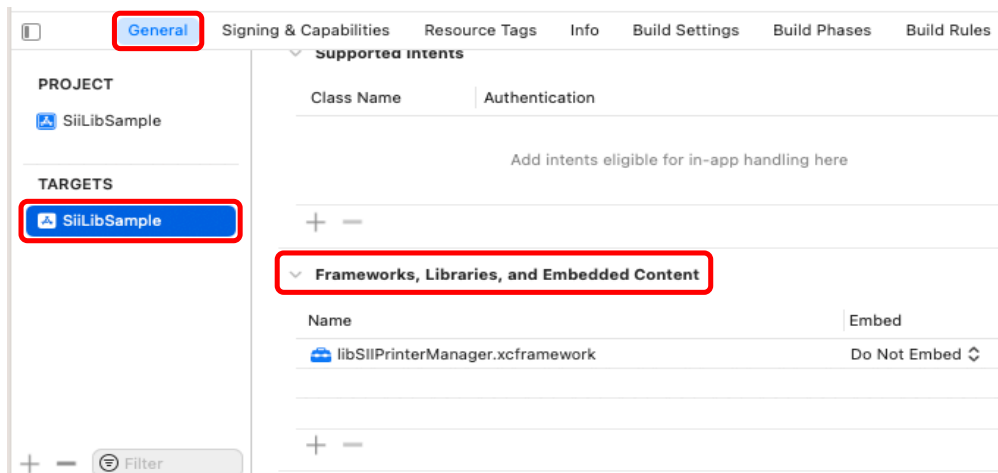 General Signing & Capabilities Resource Tags Info Build Settings Build Phases Build Rules
Supported Intents
PROJECT
Class Name Authentication
SiiLibSample
Add intents eligible for in-app handling here
TARGETS
SiiLibSample
Frameworks, Libraries, and Embedded Content
Name Embed
libSIIPrinterManager.xcframework Do Not Embed
Filter